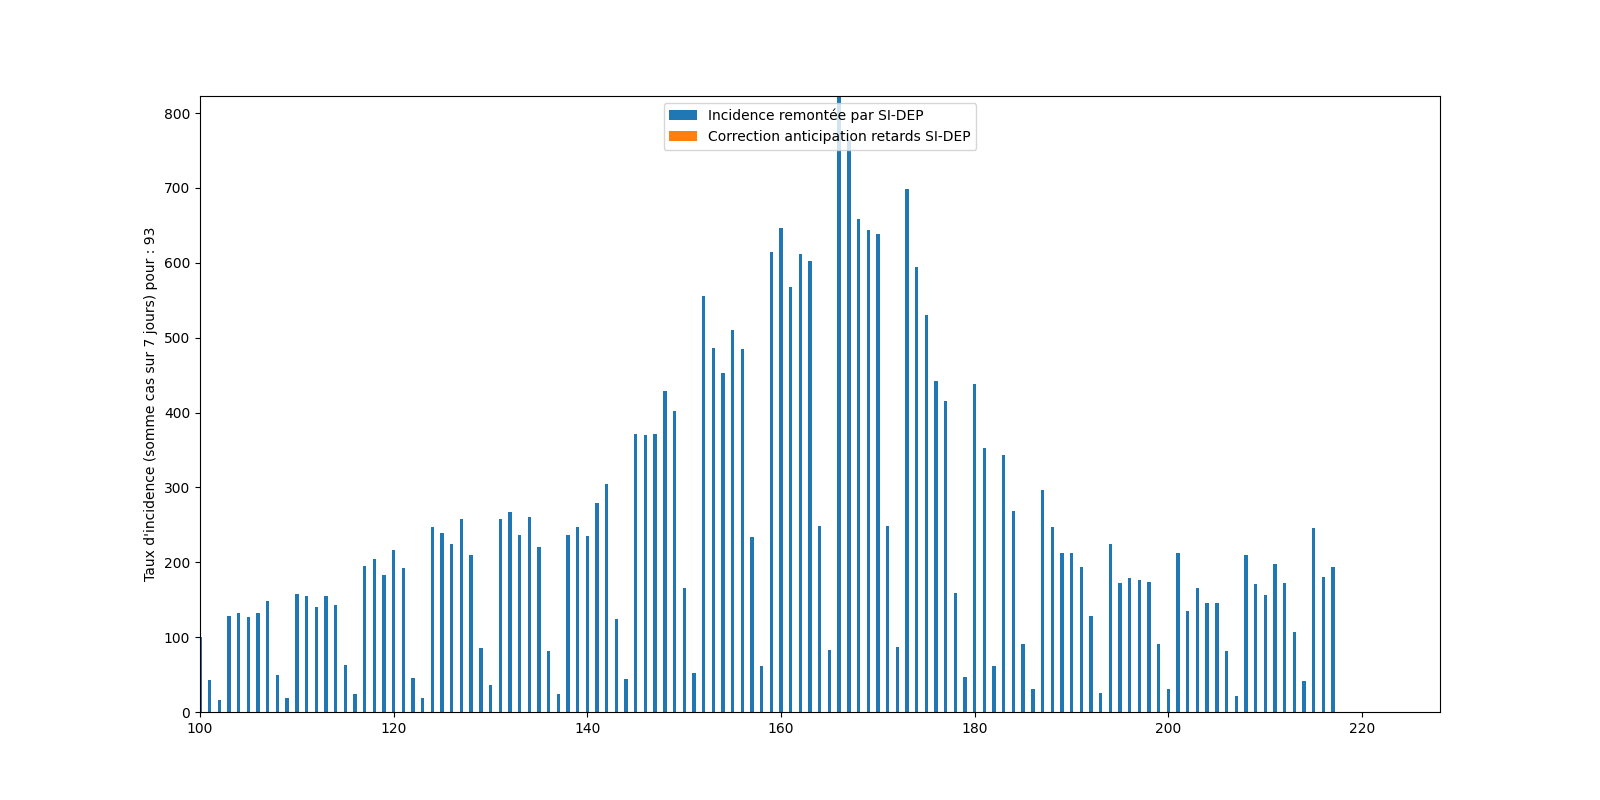 Incidence remontée par SI-DEP
Correction anticipation retards SI-DEP
Taux d'incidence (somme cas sur 7 jours) pour : 93
800
700
600
500
400
300
200
100
0
100 120 140 160 180 200 220